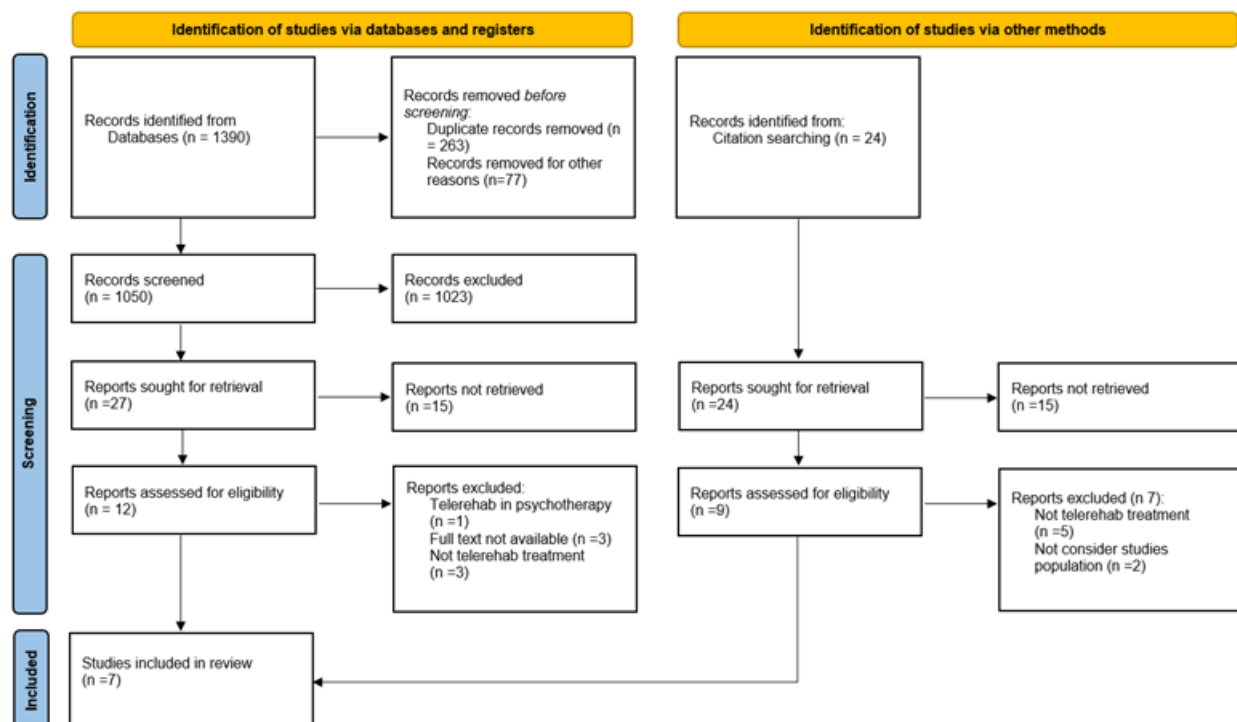 Identification of studies via databases and registers
Identification of studies via other methods
Identification
Records identified from
Databases (n = 1390)
Records removed before
screening:
Duplicate records removed (n
= 263)
Records removed for other
reasons (n=77)
Records identified from:
Citation searching (n = 24)
Screening
Records screened
(n = 1050)
Records excluded
(n = 1023)
Reports sought for retrieval
(n =27)
Reports not retrieved
(n =15)
Reports sought for retrieval
(n =24)
Reports not retrieved
(n =15)
Reports assessed for eligibility
(n = 12)
Reports excluded:
Telerehab in psychotherapy
(n =1)
Full text not available (n =3)
Not telerehab treatment
(n =3)
Reports assessed for eligibility
(n =9)
Reports excluded (n 7):
Not telerehab treatment
(n =5)
Not consider studies
population (n =2)
Included
Studies included in review
(n =7)